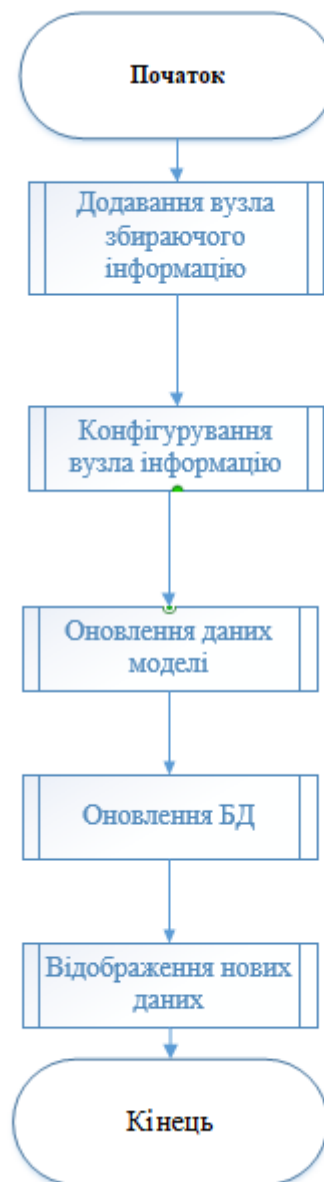 Початок
Додавання вузла
збираючого
інформацію
Конфігурування
вузла інформацію
Оновлення даних
моделі
Оновлення БД
Відображення нових
даних
Кінець